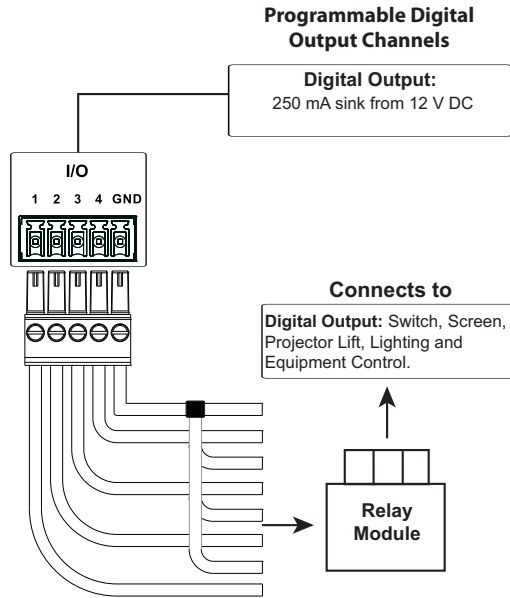 Programmable Digital
Output Channels
Digital Output:
250 mA sink from 12 V DC
I/O
1 2 3 4 GND
Connects to
Digital Output: Switch, Screen,
Projector Lift, Lighting and
Equipment Control.
Relay
Module